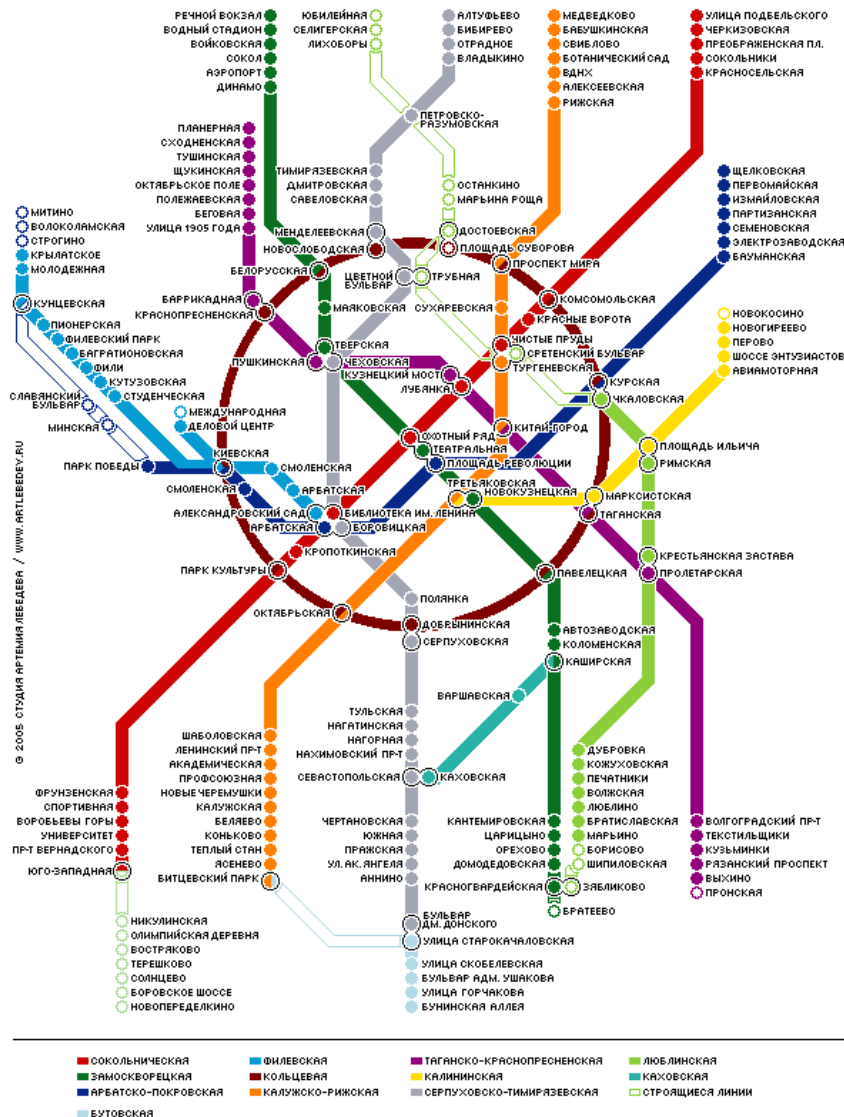 РЕЧНОЙ ВОКЗАЛ
ВОДНЫЙ СТАДИОН
ВОЙКОВСКАЯ
СОКОЛ
АЭРОПОРТ
ДИНАМО
ЮБИЛЕЙНАЯ
СЕЛИГЕРСКАЯ
ЛИХОБОРЫ
АЛТУФЬЕВО
БИБИРЕВО
ОТРАДНОЕ
ВЛАДЫКИНО
МЕДВЕДКОВО
БАБУШКИНСКАЯ
СВИБЛОВО
БОТАНИЧЕСКИЙ САД
ВДНХ
АЛЕКСЕЕВСКАЯ
РИЖСКАЯ
УЛИЦА ПОДБЕЛЬСКОГО
ЧЕРКИЗОВСКАЯ
ПРЕОБРАЖЕНСКАЯ ПЛ.
СОКОЛЬНИКИ
КРАСНОСЕЛЬСКАЯ
ПЕТРОВСКО-
РАЗУМОВСКАЯ
ПЛАНЕРНАЯ
СХОДНЕНСКАЯ
ТУШИНСКАЯ
ЩУКИНСКАЯ
ОКТЯБРЬСКОЕ ПОЛЕ
ПОЛЕЖАЕВСКАЯ
БЕГОВАЯ
УЛИЦА 1905 ГОДА
ТИМИРЯЗЕВСКАЯ
ДМИТРОВСКАЯ
САВЕЛОВСКАЯ
ОСТАНКИНО
МАРЬИНА РОЩА
ЩЕЛКОВСКАЯ
ПЕРВОМАЙСКАЯ
ИЗМАЙЛОВСКАЯ
ПАРТИЗАНСКАЯ
СЕМЕНОВСКАЯ
ЭЛЕКТРОЗАВОДСКАЯ
БАУМАНСКАЯ
МИТИНО
ВОЛОКОЛАМСКАЯ
СТРОГИНО
КРЫЛАТСКОЕ
МОЛОДЕЖНАЯ
МЕНДЕЛЕЕВСКАЯ
НОВОСЛОБОДСКАЯ
ДОСТОЕВСКАЯ
ПЛОЩАДЬ СУВОРОВА
БЕЛОРУССКАЯ
ЦВЕТНОЙ
БУЛЬВАР
ТРУБНАЯ
ПРОСПЕКТ МИРА
КУНЦЕВСКАЯ
БАРРИКАДНАЯ
КРАСНОПРЕСНЕНСКАЯ
МАЯКОВСКАЯ
СУХАРЕВСКАЯ
КОМСОМОЛЬСКАЯ
КРАСНЫЕ ВОРОТА
НОВОКОСИНО
НОВОГИРЕЕВО
ПЕРОВО
ШОССЕ ЭНТУЗИАСТОВ
АВИАМОТОРНАЯ
ПИОНЕРСКАЯ
ФИЛЕВСКИЙ ПАРК
БАГРАТИОНОВСКАЯ
ФИЛИ
КУТУЗОВСКАЯ
СТУДЕНЧЕСКАЯ
ТВЕРСКАЯ
ПУШКИНСКАЯ
ЧЕХОВСКАЯ
КУЗНЕЦКИЙ МОСТ
ЛУБЯНКА
ЧИСТЫЕ ПРУДЫ
СРЕТЕНСКИЙ БУЛЬВАР
ТУРГЕНЕВСКАЯ
КУРСКАЯ
ЧКАЛОВСКАЯ
СЛАВЯНСКИЙ
БУЛЬВАР
МИНСКАЯ
МЕЖДУНАРОДНАЯ
ДЕЛОВОЙ ЦЕНТР
ОХОТНЫЙ РЯД
ТЕАТРАЛЬНАЯ
ПЛОЩАДЬ РЕВОЛЮЦИИ
КИТАЙ-ГОРОД
ПЛОЩАДЬ ИЛЬИЧА
РИМСКАЯ
ПАРК ПОБЕДЫ
КИЕВСКАЯ
СМОЛЕНСКАЯ
СМОЛЕНСКАЯ
АРБАТСКАЯ
АЛЕКСАНДРОВСКИЙ САД
АРБАТСКАЯ
БИБЛИОТЕКА ИМ. ЛЕНИНА
БОРОВИЦКАЯ
ТРЕТЬЯКОВСКАЯ
НОВОКУЗНЕЦКАЯ
МАРКСИСТСКАЯ
ТАГАНСКАЯ
КРОПОТКИНСКАЯ
ПАРК КУЛЬТУРЫ
ОКТЯБРЬСКАЯ
ПОЛЯНКА
ДОБРЫНИНСКАЯ
СЕРПУХОВСКАЯ
ПАВЕЛЕЦКАЯ
КРЕСТЬЯНСКАЯ ЗАСТАВА
ПРОЛЕТАРСКАЯ
АВТОЗАВОДСКАЯ
КОЛОМЕНСКАЯ
КАШИРСКАЯ
ВАРШАВСКАЯ
КАХОВСКАЯ
ТУЛЬСКАЯ
НАГАТИНСКАЯ
НАГОРНАЯ
НАХИМОВСКИЙ ПР-Т
СЕВАСТОПОЛЬСКАЯ
ЧЕРТАНОВСКАЯ
ЮЖНАЯ
ПРАЖСКАЯ
УЛ. АК. ЯНГЕЛЯ
АННИНО
БУЛЬВАР
ДМ. ДОНСКОГО
УЛИЦА СТАРОКАЧАЛОВСКАЯ
УЛИЦА СКОБЕЛЕВСКАЯ
БУЛЬВАР АДМ. УШАКОВА
УЛИЦА ГОРЧАКОВА
БУНИНСКАЯ АЛЛЕЯ
ШАБОЛОВСКАЯ
ЛЕНИНСКИЙ ПР-Т
АКАДЕМИЧЕСКАЯ
ПРОФСОЮЗНАЯ
НОВЫЕ ЧЕРЕМУШКИ
КАЛУЖСКАЯ
БЕЛЯЕВО
КОНЬКОВО
ТЕПЛЫЙ СТАН
ЯСЕНЕВО
БИТЦЕВСКИЙ ПАРК
ФРУНЗЕНСКАЯ
СПОРТИВНАЯ
ВОРОБЬЕВЫ ГОРЫ
УНИВЕРСИТЕТ
ПР-Т ВЕРНАДСКОГО
ЮГО-ЗАПАДНАЯ
НИКУЛИНСКАЯ
ОЛИМПИЙСКАЯ ДЕРЕВНЯ
ВОСТРЯКОВО
ТЕРЕШКОВО
СОЛНЦЕВО
БОРОВСКОЕ ШОССЕ
НОВОПЕРЕДЕЛКИНО
КАНТЕМИРОВСКАЯ
ЦАРИЦЫНО
ОРЕХОВО
ДОМОДЕДОВСКАЯ
КРАСНОГВАРДЕЙСКАЯ
БРАТЕЕВО
ДУБРОВКА
КОЖУХОВСКАЯ
ПЕЧАТНИКИ
ВОЛЖСКАЯ
ЛЮБЛИНО
БРАТИСЛАВСКАЯ
МАРЬИНО
БОРИСОВО
ШИПИЛОВСКАЯ
ЗЯБЛИКОВО
ВОЛГОГРАДСКИЙ ПР-Т
ТЕКСТИЛЬЩИКИ
КУЗЬМИНКИ
РЯЗАНСКИЙ ПРОСПЕКТ
ВЫХИНО
ПРОНСКАЯ
© 2005 СТУДИЯ АРТЕМИЯ ЛЕБЕДЕВА / WWW.ARTLEBEDEV.RU
СОКОЛЬНИЧЕСКАЯ
ЗАМОСКВОРЕЦКАЯ
АРБАТСКО-ПОКРОВСКАЯ
БУТОВСКАЯ
ФИЛЕВСКАЯ
КОЛЬЦЕВАЯ
КАЛУЖСКО-РИЖСКАЯ
ТАГАНСКО-КРАСНОПРЕСНЕНСКАЯ
КАЛИНИНСКАЯ
СЕРПУХОВСКО-ТИМИРЯЗЕВСКАЯ
ЛЮБЛИНСКАЯ
КАХОВСКАЯ
СТРОЯЩИЕСЯ ЛИНИИ